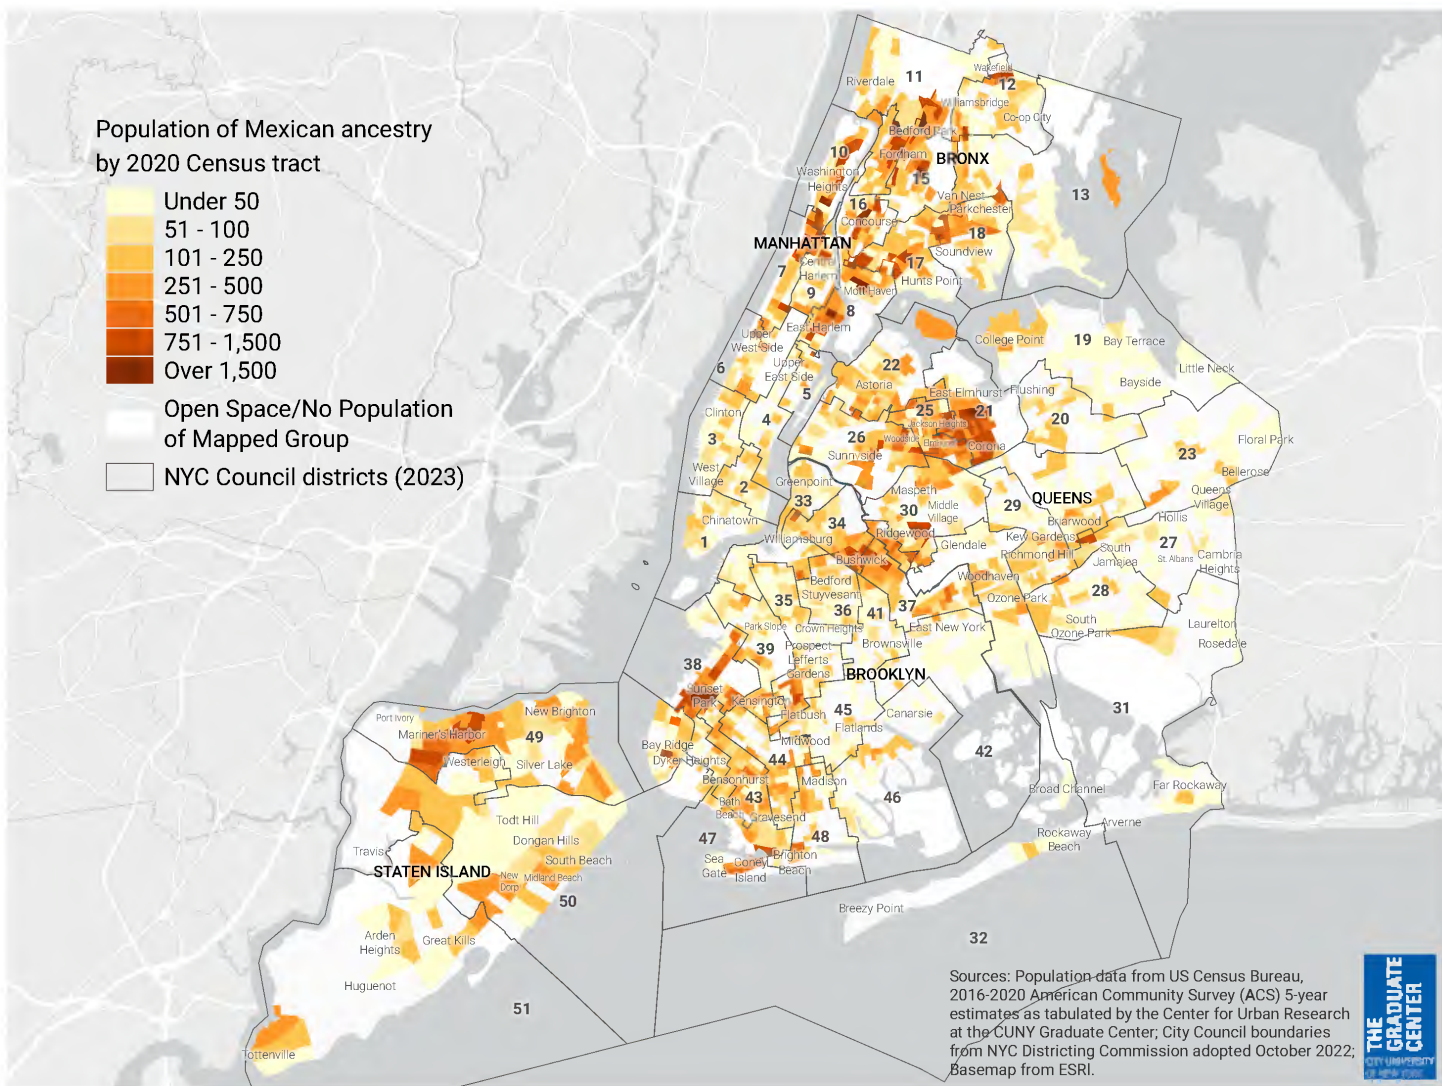 Population of Mexican ancestry
by 2020 Census tract
Under 50
51 - 100
101 - 250
251 - 500
501 - 750
751 - 1,500
Over 1,500
Open Space/No Population
of Mapped Group
NYC Council districts (2023)
Wakefield
11
Riverdale
12
Williamsbridge
Co-op City
Bedford Park
10
Fordham
BRONX
Washington
Heights
15
13
Van Nest
16
Parkchester
Concourse
18
MANHATTAN
Soundview
Central
Harlem
17
7
Hunts Point
Mott Haven
9
8
East Harlem
Upper
West Side
College Point
19
Bay Terrace
Upper
East Side
22
6
Little Neck
Astoria
Bayside
5
East Elmhurst
Flushing
Clinton
25
21
4
20
Jackson Heights
3
26
Woodside
Elmhurst
Corona
Floral Park
Sunnyside
23
West
Village
Bellerose
2
Greenpoint
Maspeth
Queens
Village
33
Middle
Village
29
QUEENS
30
Chinatown
34
Briarwood
Hollis
Williamsburg
Ridgewood
Kew Gardens
27
1
Glendale
Richmond Hill
South
Jamaica
St. Albans
Cambria
Heights
Bushwick
Bedford
Stuyvesant
Woodhaven
28
35
36
41
37
Ozone Park
Park Slope
Crown Heights
East New York
South
Ozone Park
Laurelton
39
Prospect
Lefferts
Gardens
Brownsville
Rosedale
38
BROOKLYN
Sunset
Park
Kensington
31
Port Ivory
New Brighton
Flatbush
45
Canarsie
Mariner's Harbor
49
Flatlands
Bay Ridge
Midwood
42
Westerleigh
Silver Lake
Dyker Heights
44
Bensonhurst
Madison
Far Rockaway
Broad Channel
Bath
Beach
43
46
Todt Hill
Gravesend
Arverne
Dongan Hills
47
48
Rockaway
Beach
Travis
South Beach
Sea
Gate
Coney
Island
Brighton
Beach
STATEN ISLAND
New
Dorp
Midland Beach
50
Breezy Point
Arden
Heights
Great Kills
32
Huguenot
51
Tottenville
Sources: Population data from US Census Bureau,
2016-2020 American Community Survey (ACS) 5-year
estimates as tabulated by the Center for Urban Research
at the CUNY Graduate Center; City Council boundaries
from NYC Districting Commission adopted October 2022;
Basemap from ESRI.
THE
GRADUATE
CENTER
CITY UNIVERSITY
OF NEW YORK